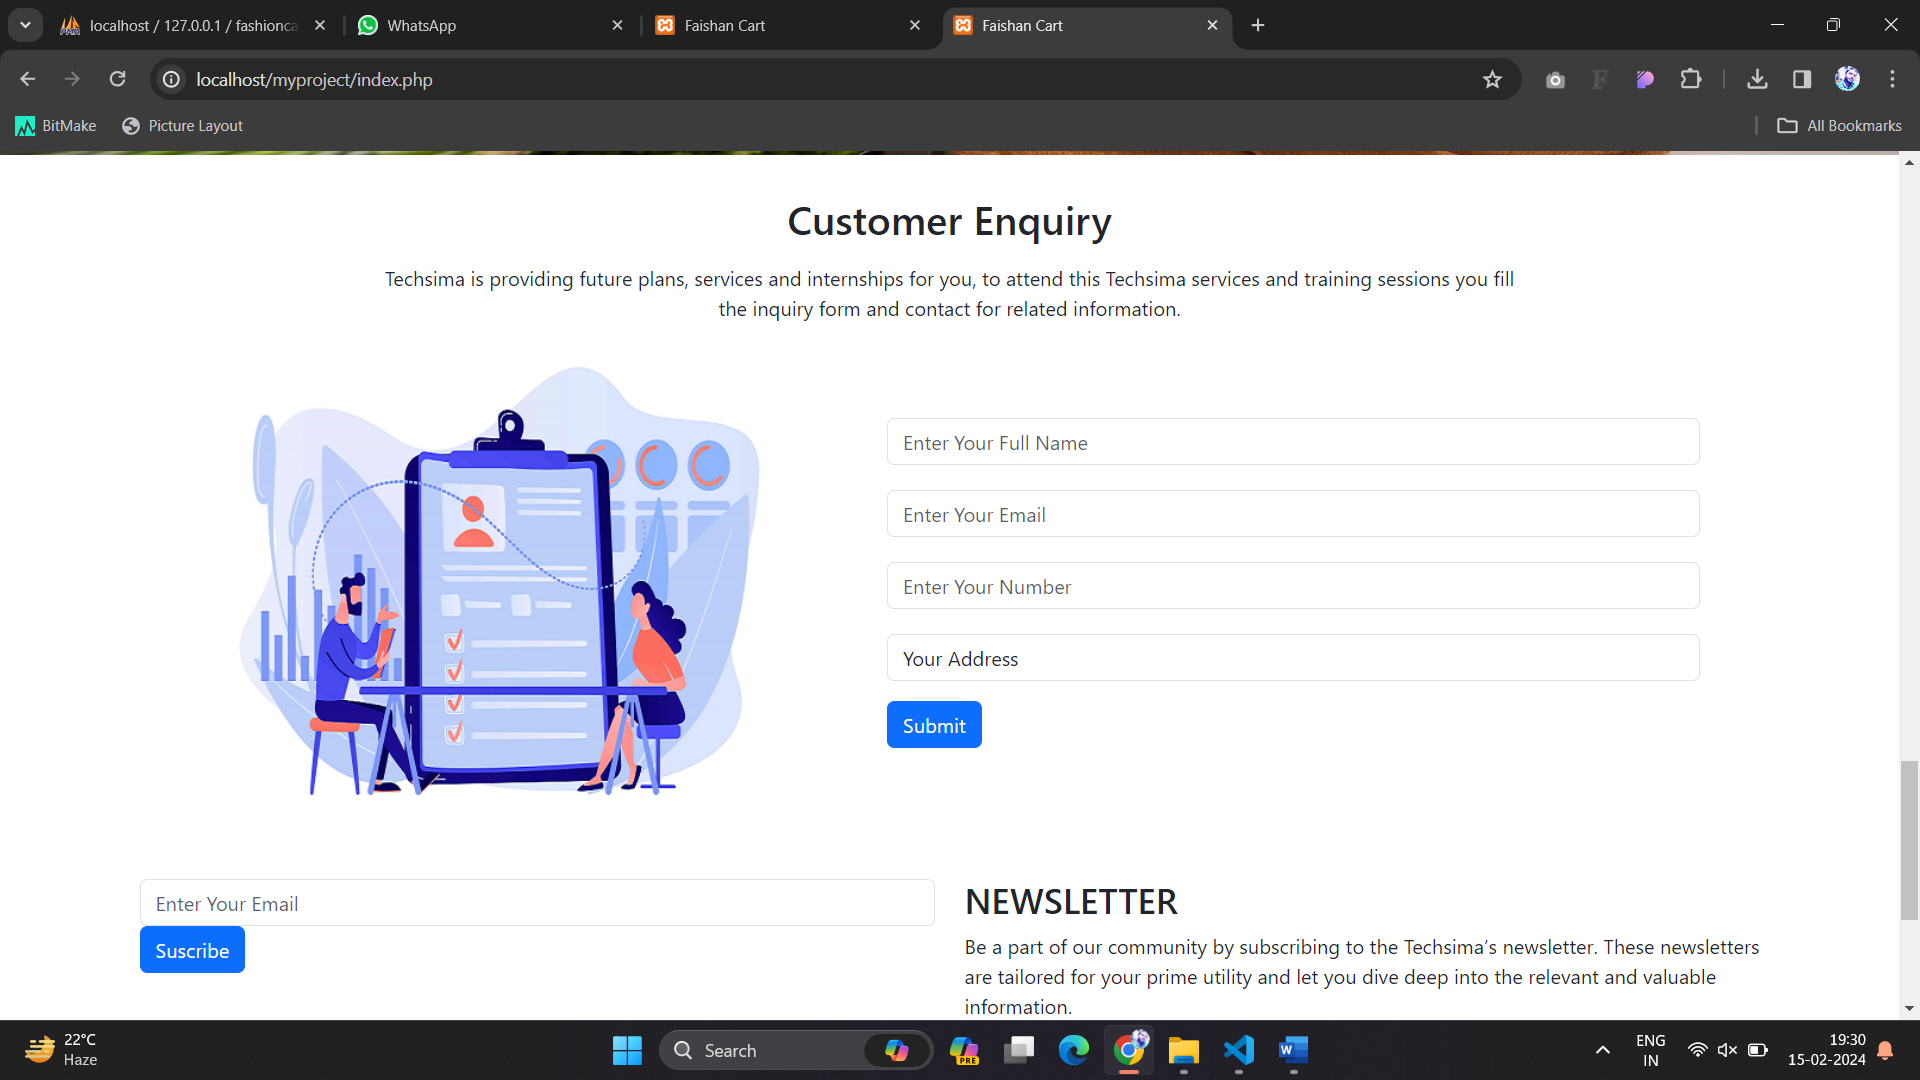 localhost / 127.0.0.1 / fashionca
WhatsApp
Faishan Cart
Faishan Cart
localhost/myproject/index.php
BitMake
Picture Layout
All Bookmarks
Customer Enquiry
Techsima is providing future plans, services and internships for you, to attend this Techsima services and training sessions you fill
the inquiry form and contact for related information.
Enter Your Full Name
Enter Your Email
Enter Your Number
Your Address
Submit
Enter Your Email
Suscribe
NEWSLETTER
Be a part of our community by subscribing to the Techsima’s newsletter. These newsletters
are tailored for your prime utility and let you dive deep into the relevant and valuable
information.
22°C
Haze
Search
PRE
ENG
IN
19:30
15-02-2024